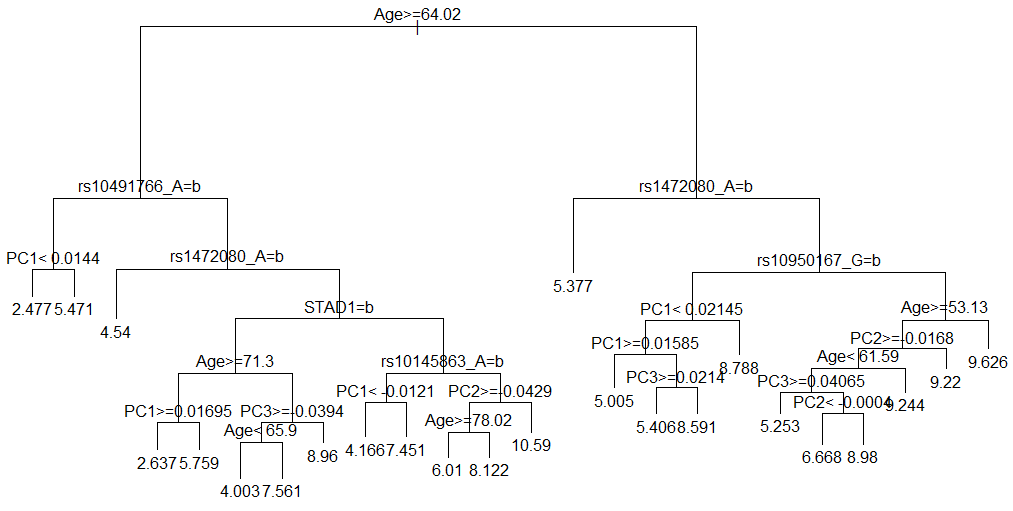 Age>=64.02
rs10491766_A=b
rs1472080_A=b
PC1< 0.0144
rs1472080_A=b
rs10950167_G=b
2.477
5.471
5.377
4.54
STAD1=b
PC1< 0.02145
Age>=53.13
PC1>=0.01585
PC2>=-0.0168
Age>=71.3
rs10145863_A=b
Age< 61.59
9.626
8.788
PC3>=0.0214
PC3>=0.04065
9.22
PC1< -0.0121
PC2>=-0.0429
5.005
PC2< -0.0004
9.244
PC1>=0.01695
PC3>=-0.0394
Age>=78.02
5.406
8.591
5.253
Age< 65.9
4.166
7.451
10.59
2.637
5.759
8.96
6.668
8.98
6.01
8.122
4.003
7.561